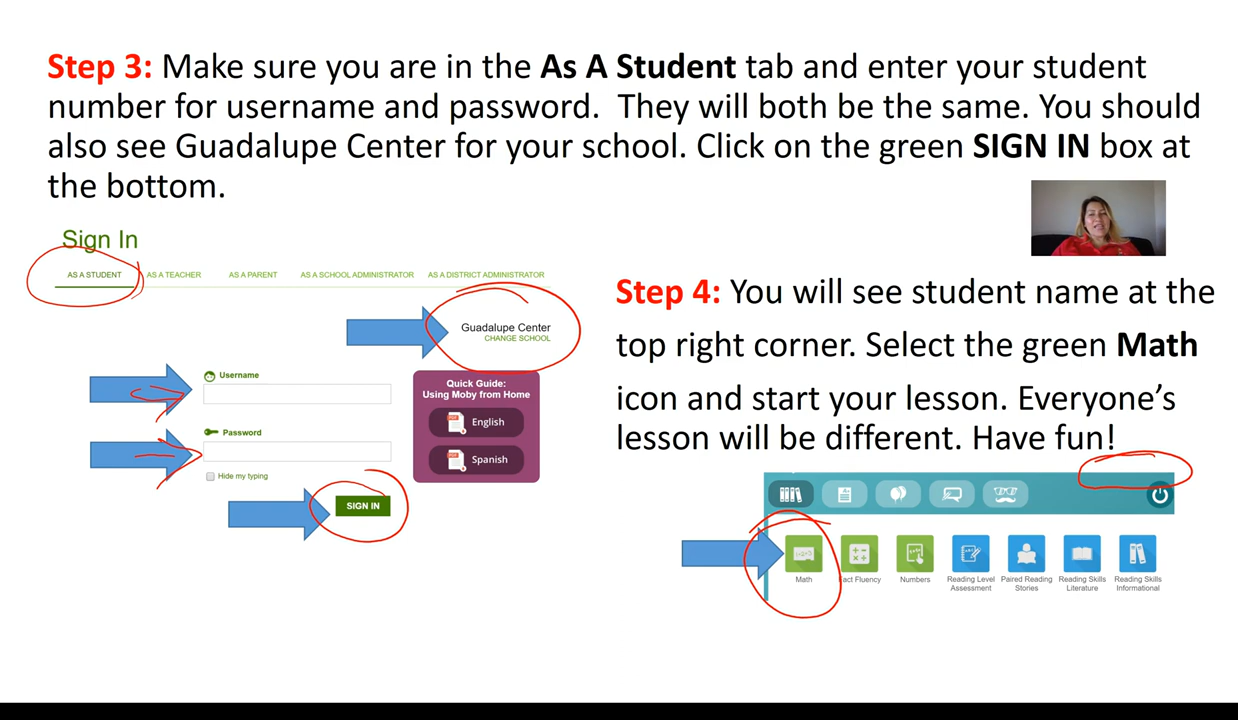 Step 3: Make sure you are in the As A Student tab and enter your student
number for username and password.  They will both be the same. You should
also see Guadalupe Center for your school. Click on the green SIGN IN box at
the bottom.
Sign In
AS A STUDENT
AS A TEACHER
AS A PARENT
AS A SCHOOL ADMINISTRATOR
AS A DISTRICT ADMINISTRATOR
Guadalupe Center
CHANGE SCHOOL
Username
Password
Hide my typing
SIGN IN
Quick Guide:
Using Moby from Home
English
Spanish
Step 4: You will see student name at the
top right corner. Select the green Math
icon and start your lesson. Everyone’s
lesson will be different. Have fun!
Math
act Fluency
Numbers
Reading Level
Assessment
Paired Reading
Stories
Reading Skills
Literature
Reading Skills
Informational